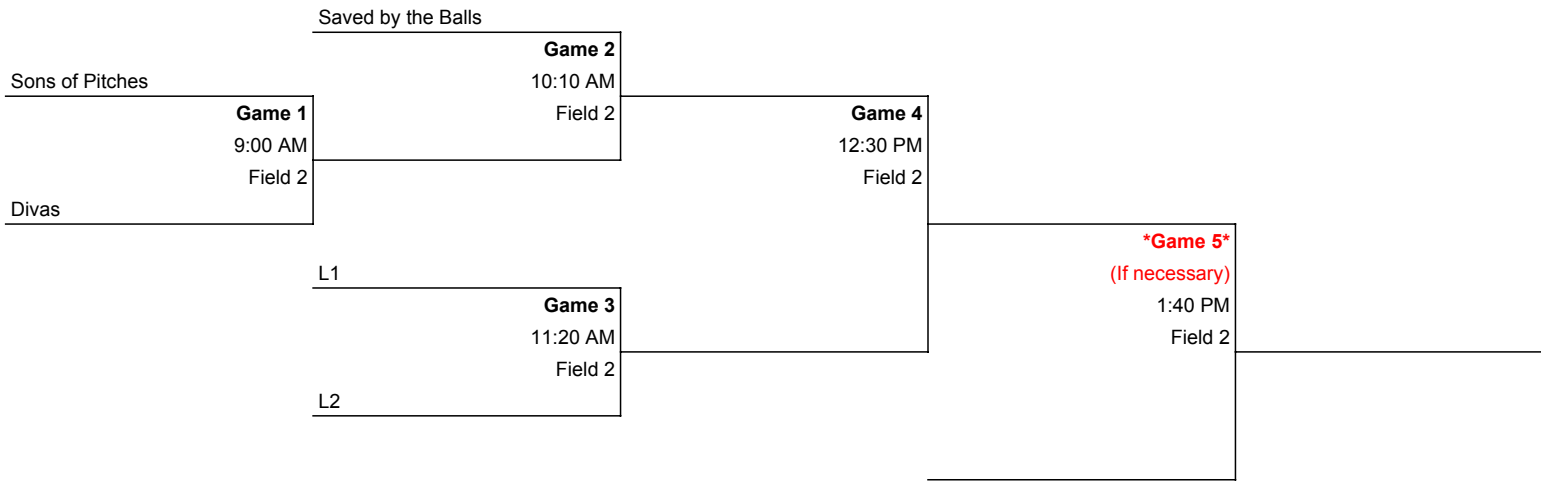 Saved by the Balls
Game 2
10:10 AM
Field 2
Sons of Pitches
Game 1
9:00 AM
Field 2
Divas
Game 4
12:30 PM
Field 2
L1
Game 3
11:20 AM
Field 2
L2
*Game 5*
(If necessary)
1:40 PM
Field 2